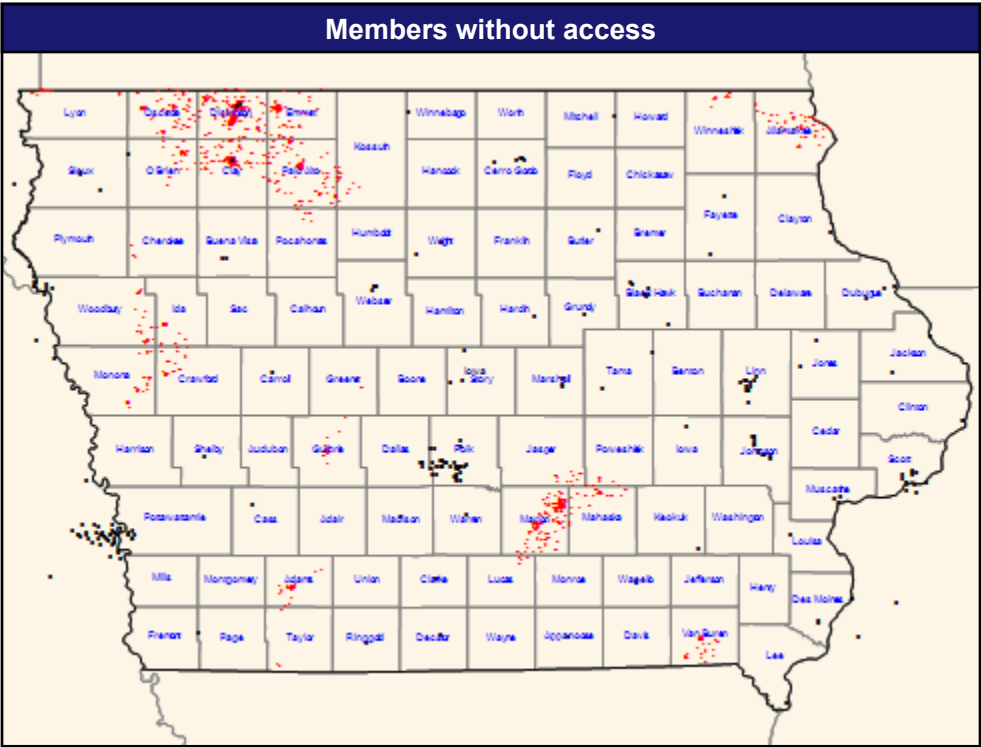 Members without access
Lyon Osceola Dickinson Emmet Winnebago Worth Mitchell Howard Winneshiek Allamakee
Kossuth
Sioux O'Brien Clay Palo Alto Hancock Cerro Gordo Floyd Chickasaw
Fayette Clayton
Plymouth Cherokee Buena Vista Pocahontas Humboldt Wright Franklin Butler Bremer
Woodbury Ida Sac Calhoun Webster Hamilton Hardin Grundy Black Hawk Buchanan Delaware Dubuque
Monona Crawford Carroll Greene Boone Iowa Story Marshall Tama Benton Linn Jones Jackson
Clinton
Harrison Shelby Audubon Guthrie Dallas Polk Jasper Poweshiek Iowa Johnson Cedar
Scott
Muscatine
Potawatamie Cass Adair Madison Warren Marion Mahaska Keokuk Washington
Louisa
Mills Montgomery Adams Union Clarke Lucas Monroe Wapello Jefferson Henry
Des Moines
Fremont Page Taylor Ringgold Decatur Wayne Appanoose Davis Van Buren
Lee